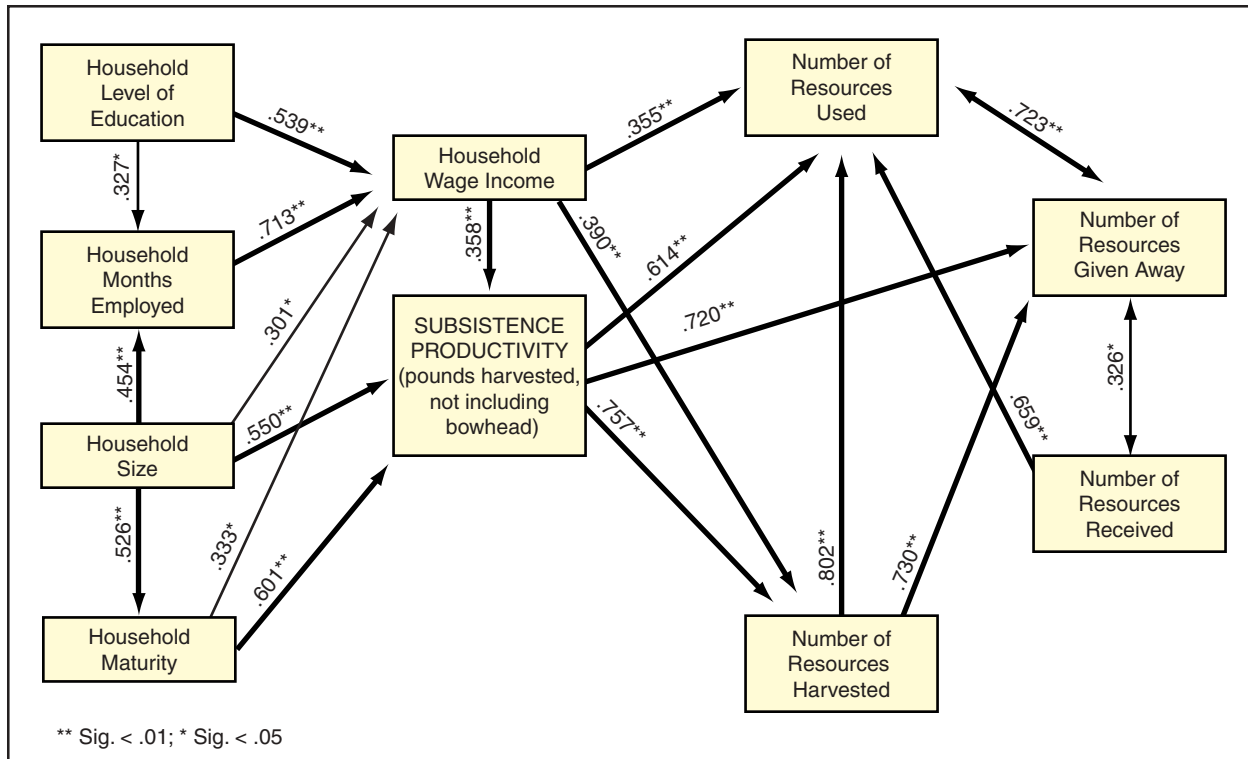 Household
Level of
Education
.539**
.327*
Household
Months
Employed
.713**
.454**
.301*
Household
Size
.550**
.526**
.333*
Household
Maturity
.601**
Household
Wage Income
.355**
.358**
.390**
SUBSISTENCE
PRODUCTIVITY
(pounds harvested,
not including
bowhead)
.614**
.720**
.757**
Number of
Resources
Used
.723**
Number of
Resources
Given Away
.326*
.659**
Number of
Resources
Received
.802**
.730**
Number of
Resources
Harvested
** Sig. < .01; * Sig. < .05